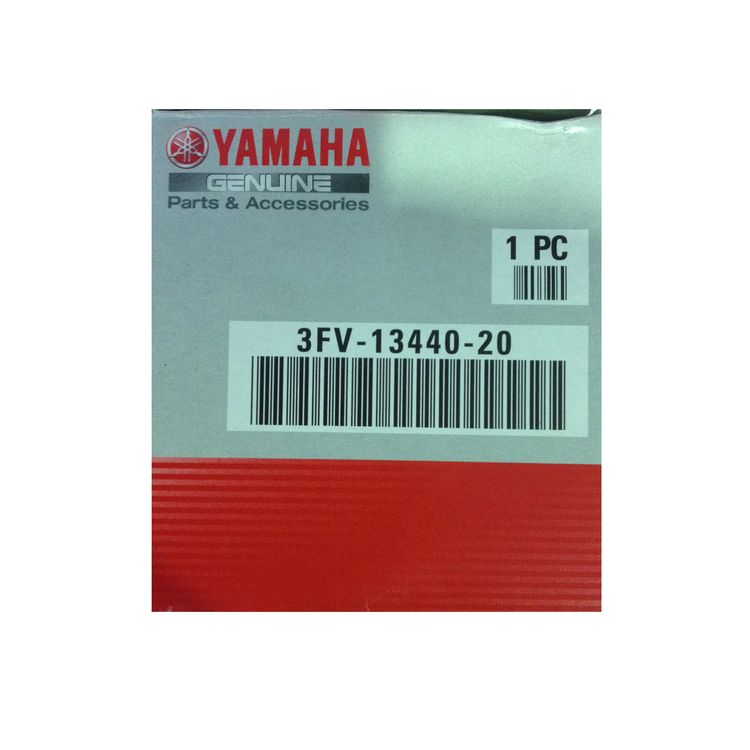 YAMAHA
GENUINE
Parts & Accessories
1 PC
3FV-13440-20